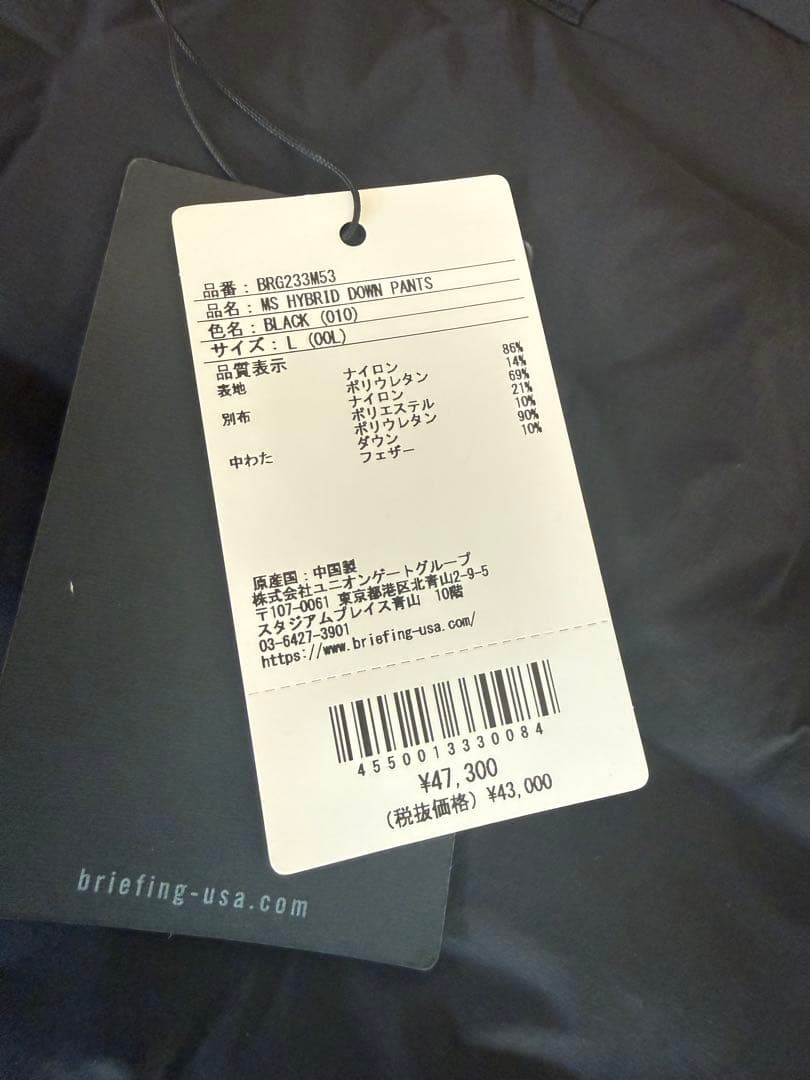 品番：BRG233M53
品名：MS HYBRID DOWN PANTS
色名：BLACK (010)
サイズ：L (00L)
品質表示
表地 ナイロン 86%
ポリウレタン 14%
別布 ナイロン 69%
ポリエステル 21%
ポリウレタン 10%
中わた ダウン 90%
フェザー 10%
原産国：中国製
株式会社ユニオンゲートグループ
〒107-0061 東京都港区北青山2-9-5
スタジアムプレイス青山 10階
03-6427-3901
https://www.briefing-usa.com/
4550013330084
¥47,300
(税抜価格) ¥43,000
briefing-usa.com